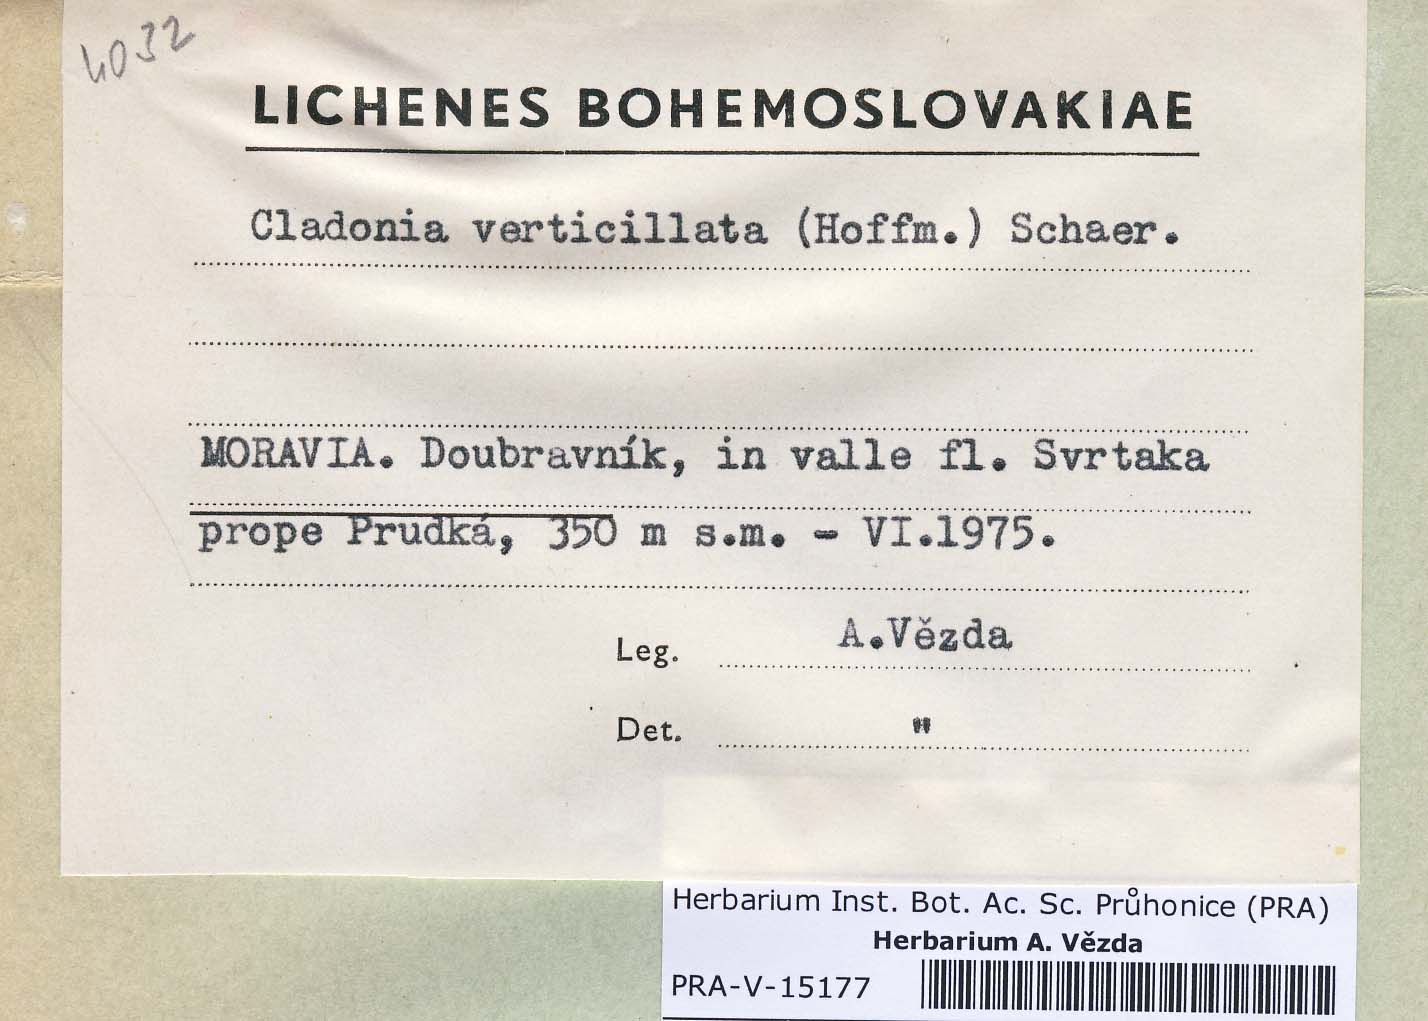 4032
LICHENES BOHEMOSLOVAKIAE
Cladonia verticillata (Hoffm.) Schaer.
MORAVIA. Doubravník, in valle fl. Svrtaka
prope Prudká, 350 m s.m. - VI.1975.
Leg. A.Vězda
Det. "
Herbarium Inst. Bot. Ac. Sc. Průhonice (PRA)
Herbarium A. Vězda
PRA-V-15177